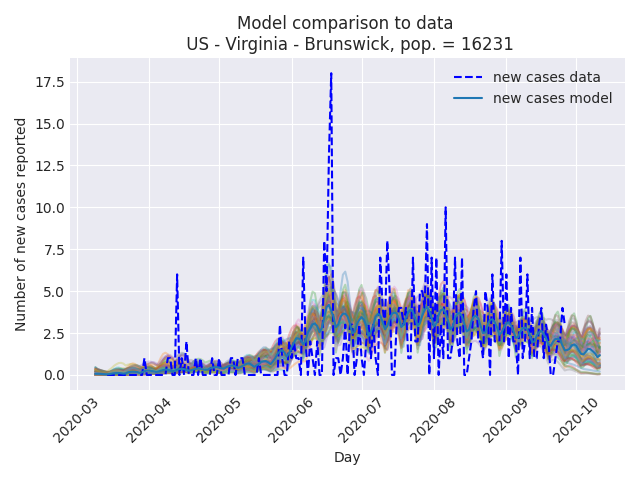 Model comparison to data
US - Virginia - Brunswick, pop. = 16231
new cases data
new cases model
Number of new cases reported
17.5
15.0
12.5
10.0
7.5
5.0
2.5
0.0
2020-03
2020-04
2020-05
2020-06
2020-07
2020-08
2020-09
2020-10
Day